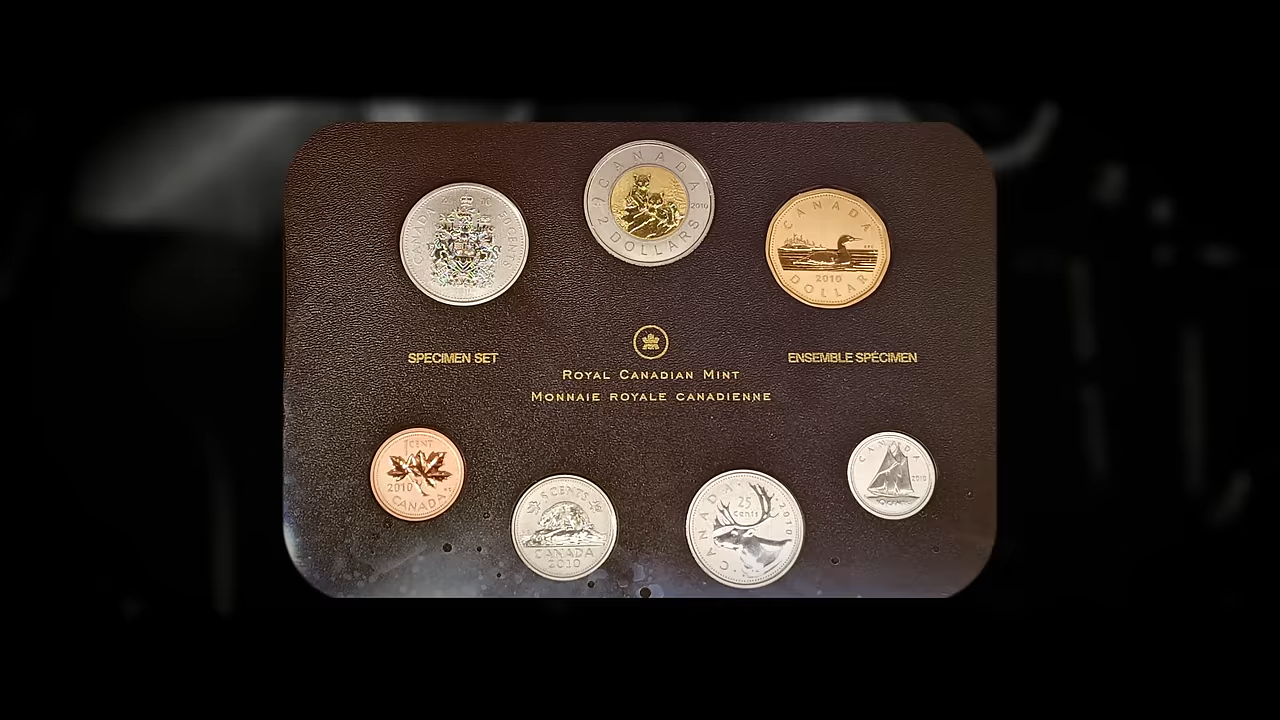 CANADA
2 DOLLARS
2010
CANADA
50 CENTS
CANADA
2010
DOLLAR
SPECIMEN SET
ENSEMBLE SPÉCIMEN
ROYAL CANADIAN MINT
MONNAIE ROYALE CANADIENNE
1 CENT
2010
CANADA
5 CENTS
CANADA
2010
CANADA
25
cents
2010
CANADA
2010